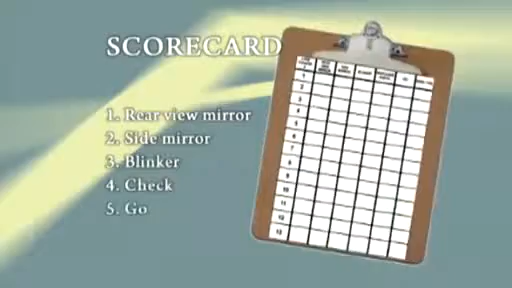 SCORECARD
1. Rear view mirror
2. Side mirror
3. Blinker
4. Check
5. Go
1
2
3
4
5
6
7
8
9
10
11
12
13